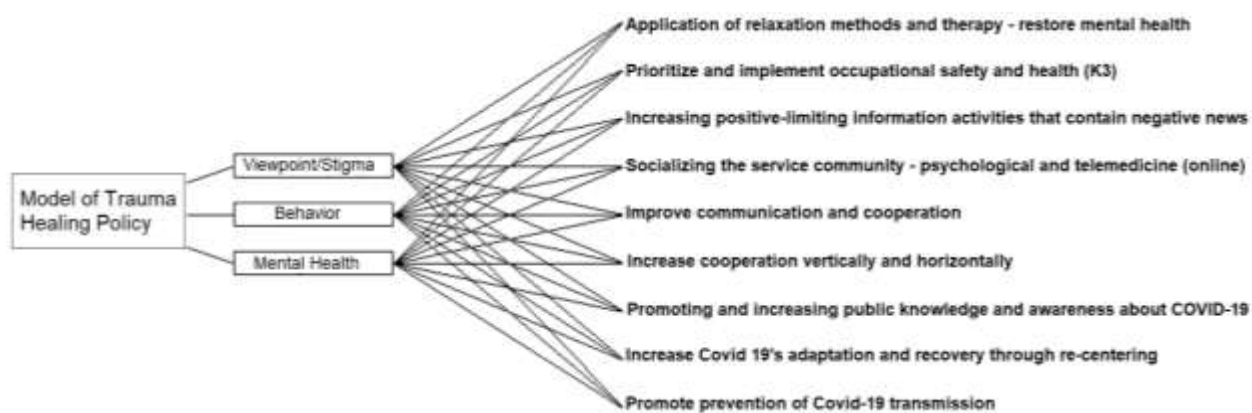 Model of Trauma
Healing Policy
Viewpoint/Stigma
Behavior
Mental Health
Application of relaxation methods and therapy - restore mental health
Prioritize and implement occupational safety and health (K3)
Increasing positive-limiting information activities that contain negative news
Socializing the service community - psychological and telemedicine (online)
Improve communication and cooperation
Increase cooperation vertically and horizontally
Promoting and increasing public knowledge and awareness about COVID-19
Increase Covid 19's adaptation and recovery through re-centering
Promote prevention of Covid-19 transmission